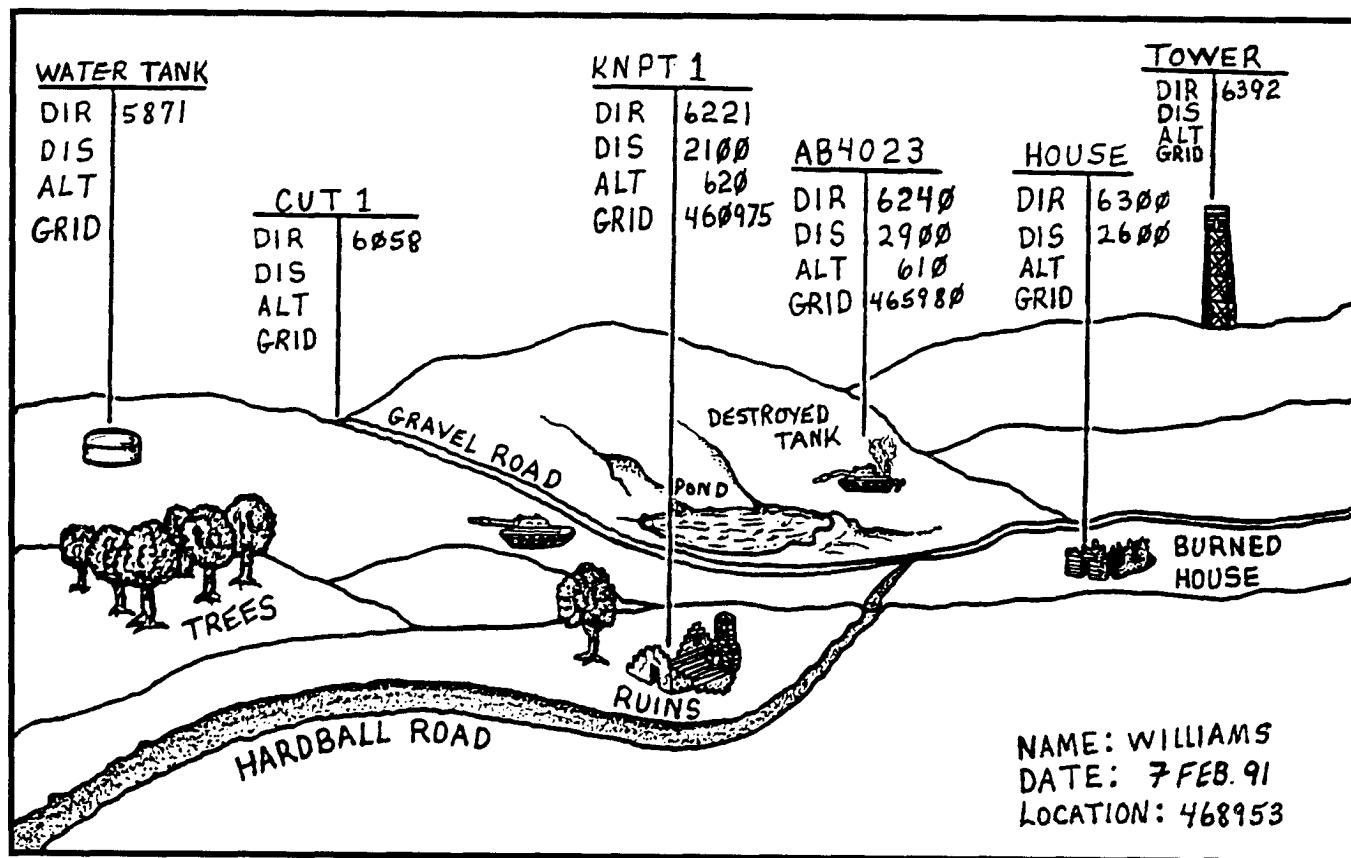 WATER TANK
DIR 5871
DIS
ALT
GRID
CUT 1
DIR 6Ø58
DIS
ALT
GRID
KNPT 1
DIR 6221
DIS 21ØØ
ALT 62Ø
GRID 46Ø975
AB4023
DIR 624Ø
DIS 29ØØ
ALT 61Ø
GRID 46598Ø
HOUSE
DIR 63ØØ
DIS 26ØØ
ALT
GRID
TOWER
DIR 6392
DIS
ALT
GRID
GRAVEL ROAD
DESTROYED
TANK
POND
BURNED
HOUSE
TREES
RUINS
HARDBALL ROAD
NAME: WILLIAMS
DATE: 7 FEB. 91
LOCATION: 468953